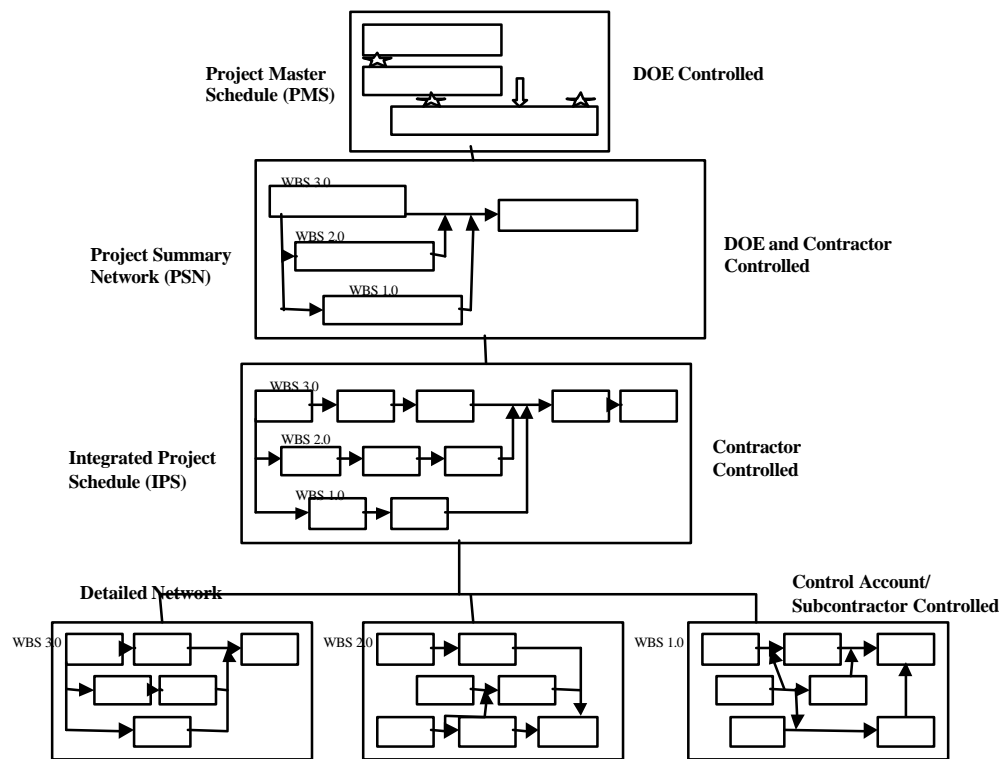 Project Master
Schedule (PMS)
DOE Controlled
WBS 3.0
WBS 2.0
WBS 1.0
Project Summary
Network (PSN)
DOE and Contractor
Controlled
WBS 3.0
WBS 2.0
WBS 1.0
Integrated Project
Schedule (IPS)
Contractor
Controlled
Detailed Network
Control Account/
Subcontractor Controlled
WBS 3.0
WBS 2.0
WBS 1.0